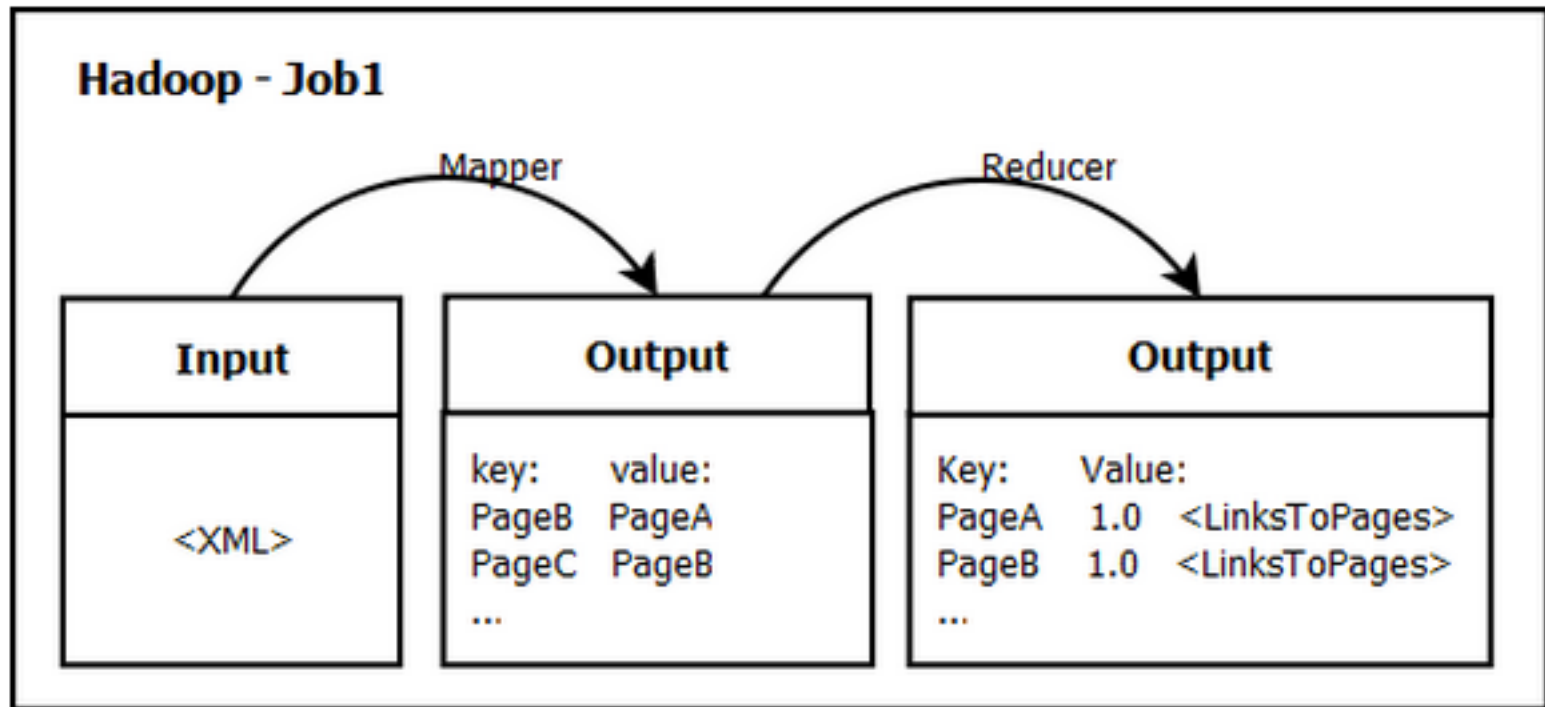 Hadoop - Job1
Mapper
Reducer
Input
<XML>
Output
key: value:
PageB PageA
PageC PageB
...
Output
Key: Value:
PageA 1.0 <LinksToPages>
PageB 1.0 <LinksToPages>
...